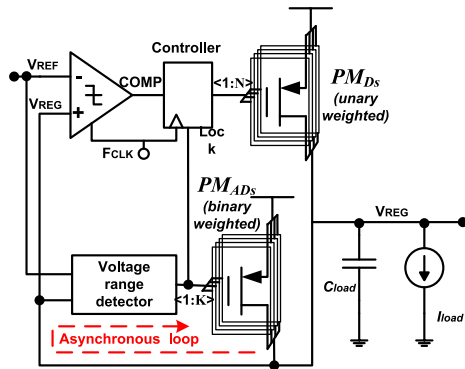 Controller
VREF
COMP
<1:N>
PMDs
(unary
weighted)
VREG
-
+
Loc
k
FCLK
PMADs
(binary
weighted)
VREG
Voltage
range
detector
<1:K>
Cload
Iload
Asynchronous loop